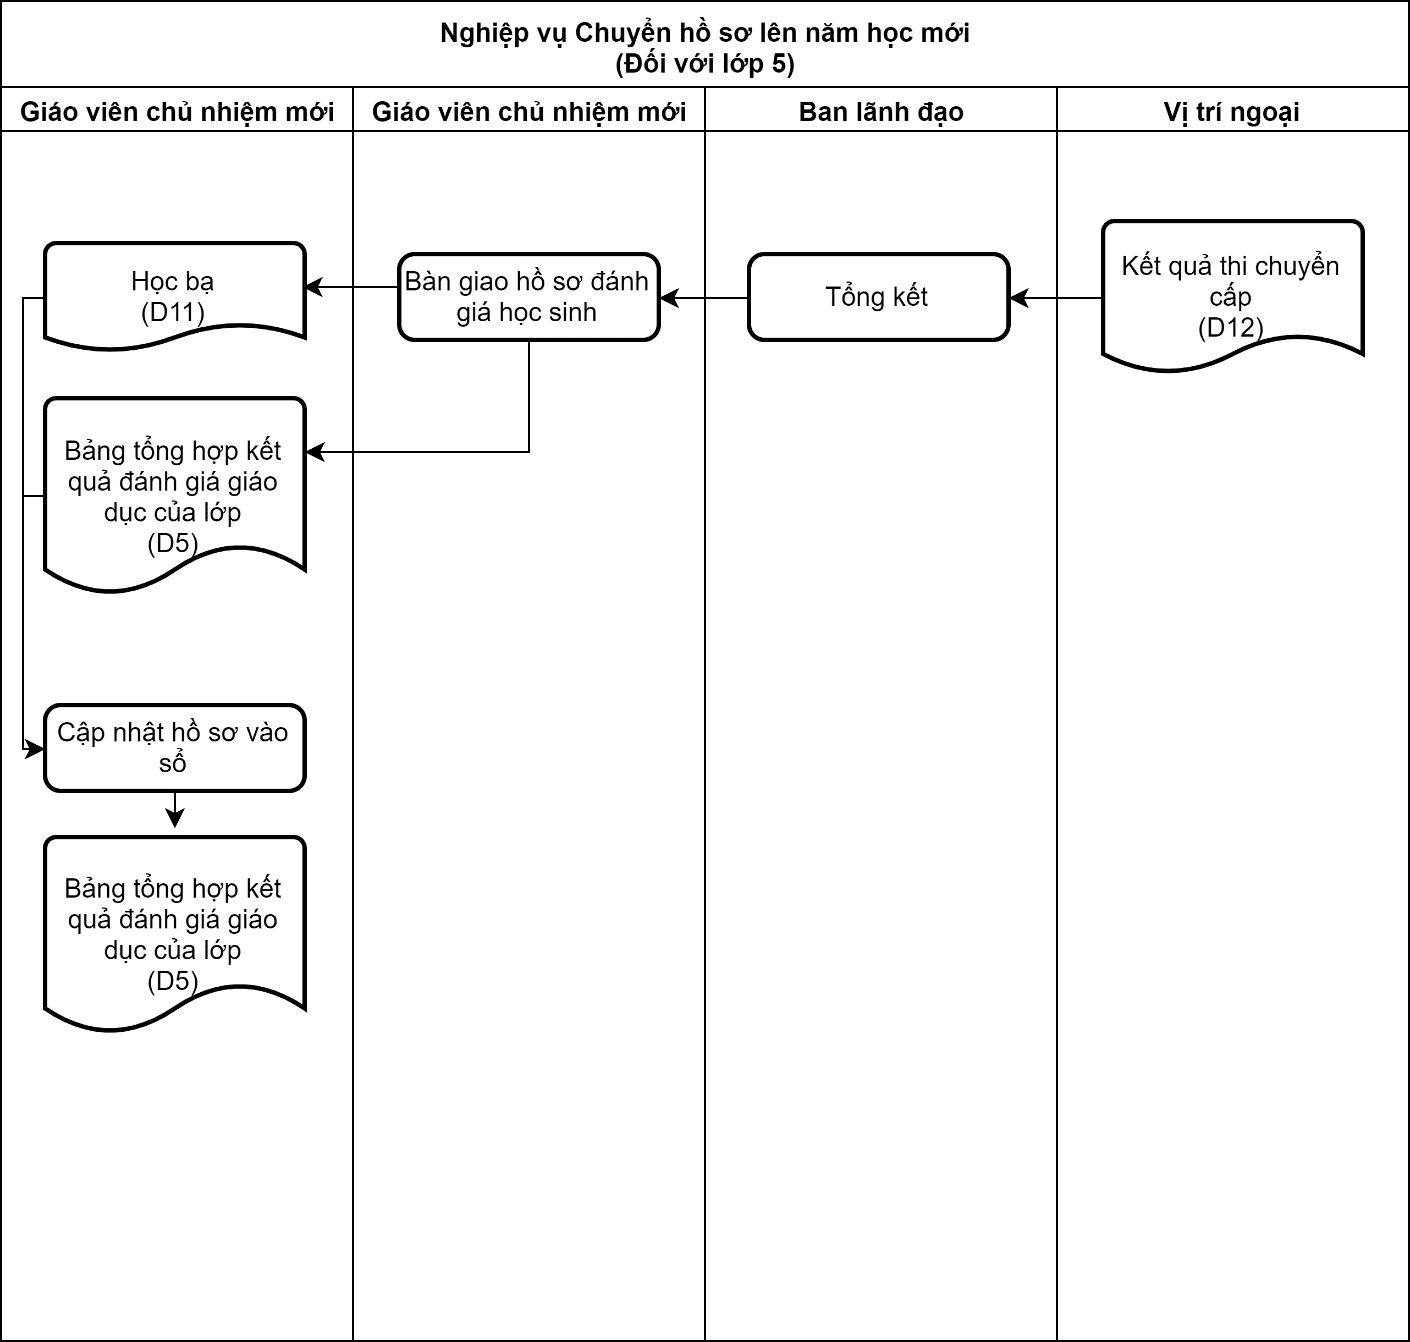 Nghiệp vụ Chuyển hồ sơ lên năm học mới
(Đối với lớp 5)
Giáo viên chủ nhiệm mới
Giáo viên chủ nhiệm mới
Ban lãnh đạo
Vị trí ngoại
Học bạ
(D11)
Bàn giao hồ sơ đánh
giá học sinh
Tổng kết
Kết quả thi chuyển
cấp
(D12)
Bảng tổng hợp kết
quả đánh giá giáo
dục của lớp
(D5)
Cập nhật hồ sơ vào
sổ
Bảng tổng hợp kết
quả đánh giá giáo
dục của lớp
(D5)